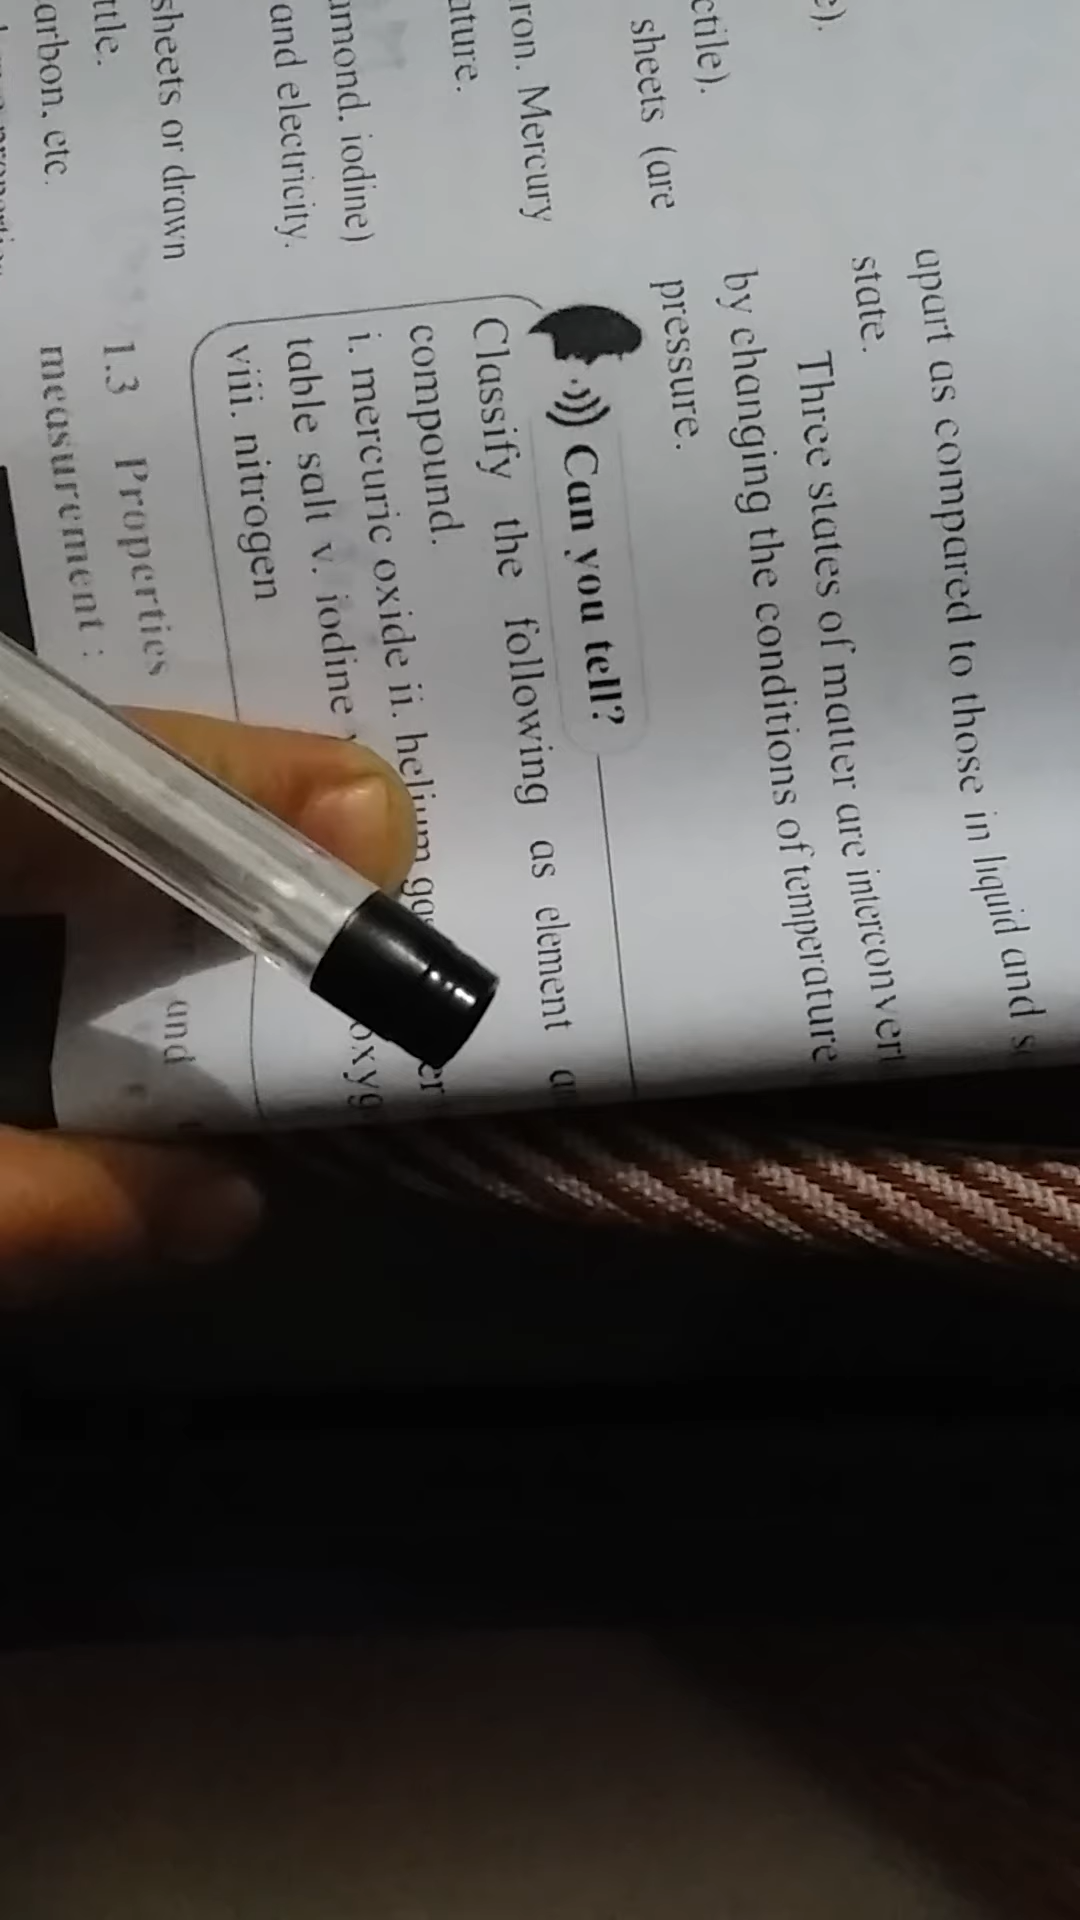 e).
ctile).
sheets (are
ron. Mercury
ature.
amond. iodine)
and electricity.
sheets or drawn
ttle.
arbon, etc.
apart as compared to those in liquid and
state.
Three states of matter are interconvert
by changing the conditions of temperature
pressure.
Can you tell?
Classify the following as element
compound.
i. mercuric oxide ii. helium
table salt v. iodine oxyg
viii. nitrogen
1.3 Properties and
measurement :